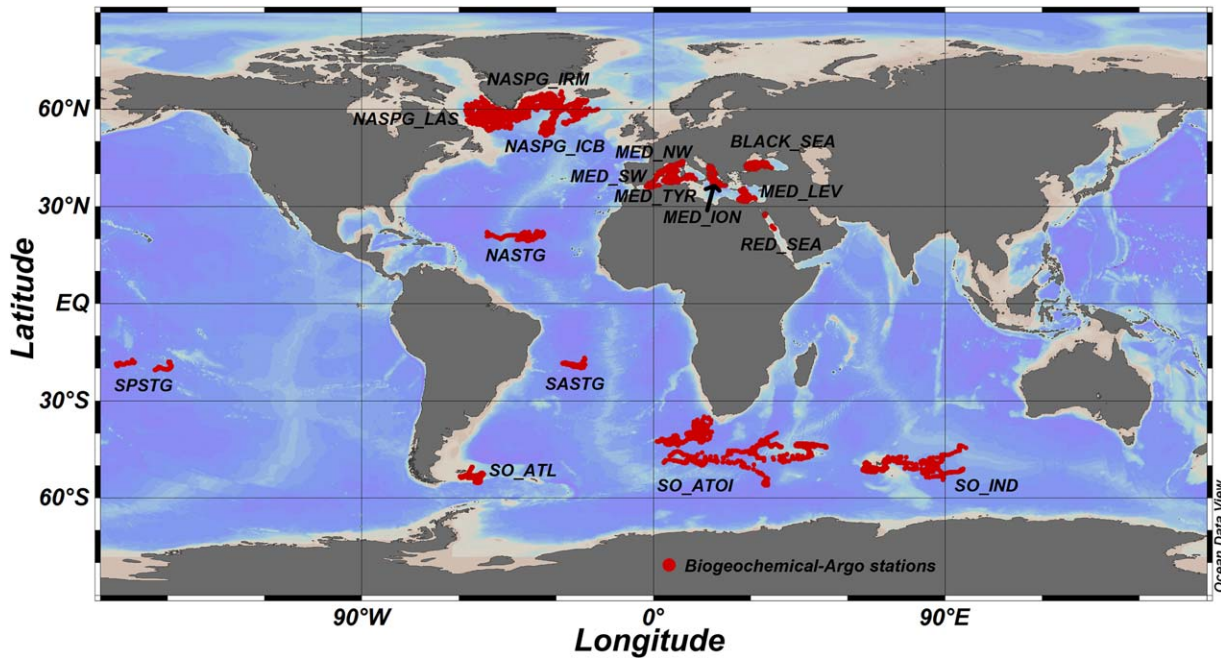 NASPG_IRM
60°N
NASPG_LAS
NASPG_ICB
MED_NW
BLACK_SEA
MED_SW
MED_TYR
MED_LEV
30°N
MED_ION
NASTG
RED_SEA
Latitude
EQ
SPSTG
SASTG
30°S
SO_ATL
SO_ATOI
SO_IND
60°S
Biogeochemical-Argo stations
Ocean Data View
90°W
0°
90°E
Longitude